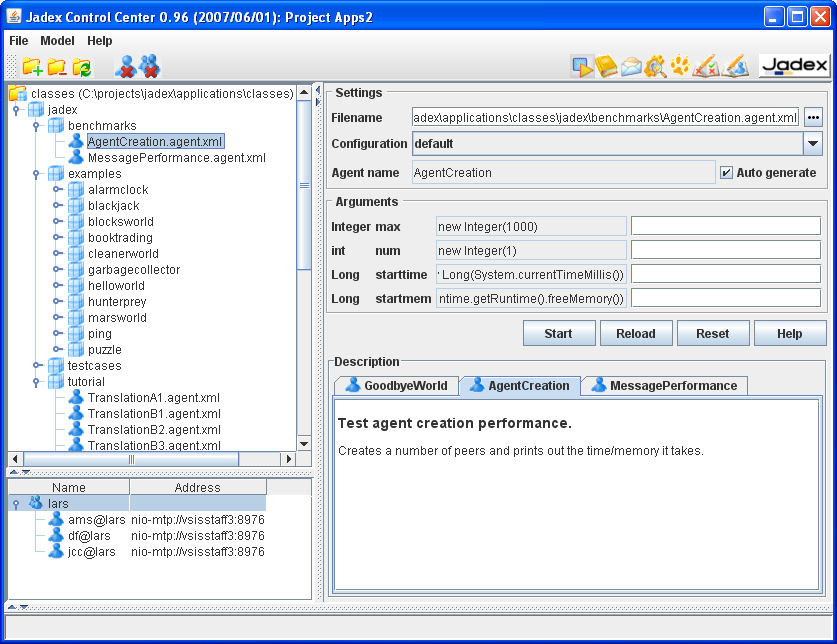 Jadex Control Center 0.96 (2007/06/01): Project Apps2
File Model Help
Jadex
classes (C:\projects\jadex\applications\classes)
jadex
benchmarks
AgentCreation.agent.xml
MessagePerformance.agent.xml
examples
alarmclock
blackjack
blocksworld
booktrading
cleanerworld
garbagecollector
helloworld
hunterprey
marsworld
ping
puzzle
testcases
tutorial
TranslationA1.agent.xml
TranslationB1.agent.xml
TranslationB2.agent.xml
TranslationB3.agent.xml
Name Address
lars
ams@lars nio-mtp://vsisstaff3:8976
df@lars nio-mtp://vsisstaff3:8976
jcc@lars nio-mtp://vsisstaff3:8976
Settings
Filename adex\applications\classes\jadex\benchmarks\AgentCreation.agent.xml ...
Configuration default
Agent name AgentCreation Auto generate
Arguments
Integer max new Integer(1000)
int num new Integer(1)
Long starttime Long(System.currentTimeMillis())
Long startmem ntime.getRuntime().freeMemory())
Start Reload Reset Help
Description
GoodbyeWorld AgentCreation MessagePerformance
Test agent creation performance.
Creates a number of peers and prints out the time/memory it takes.